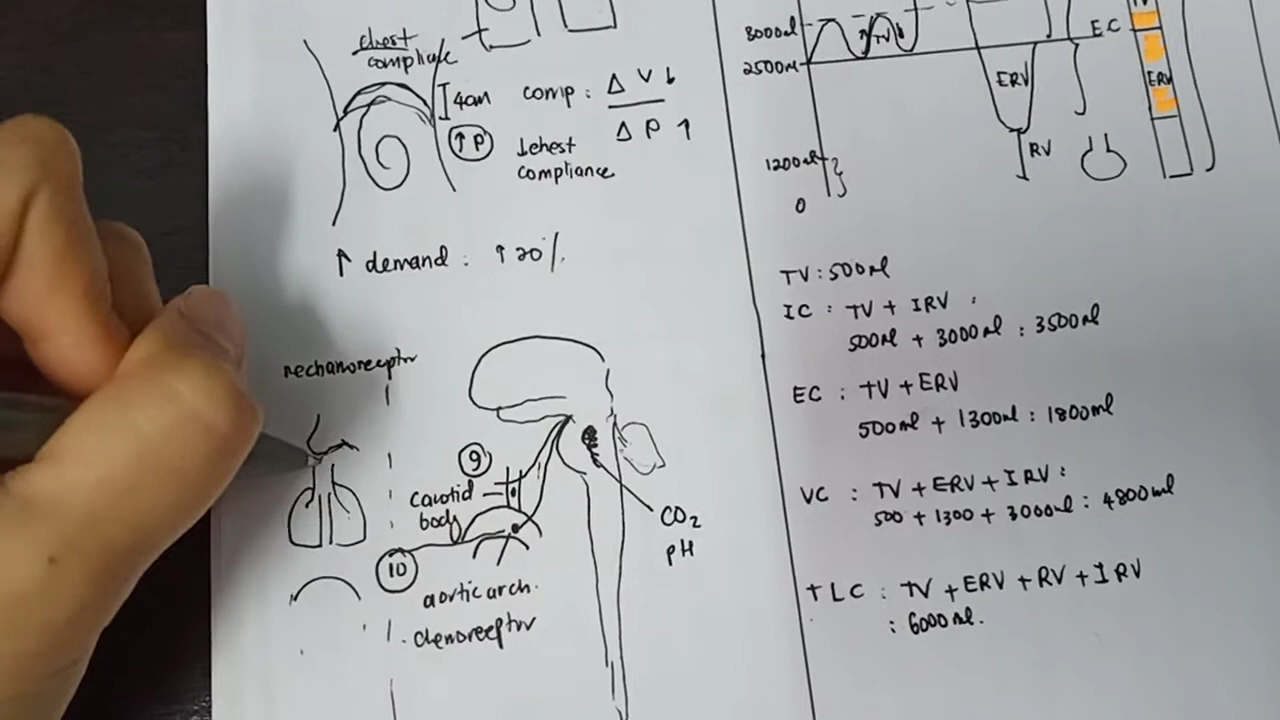 chest
compliance
4cm
↑P
comp : ΔV↓
ΔP↑
↓chest
compliance
↑ demand : ↑20%
mechanoreceptor
9
carotid
body
10
aortic arch.
chemoreceptor
CO2
pH
3000ml
2500ml
TV
ERV
EC
ERV
RV
1200ml
0
TV : 500ml
IC : TV + IRV :
500ml + 3000ml : 3500ml
EC : TV + ERV
500ml + 1300ml : 1800ml
VC : TV + ERV + IRV :
500 + 1300 + 3000ml : 4800ml
TLC : TV + ERV + RV + IRV
: 6000ml.